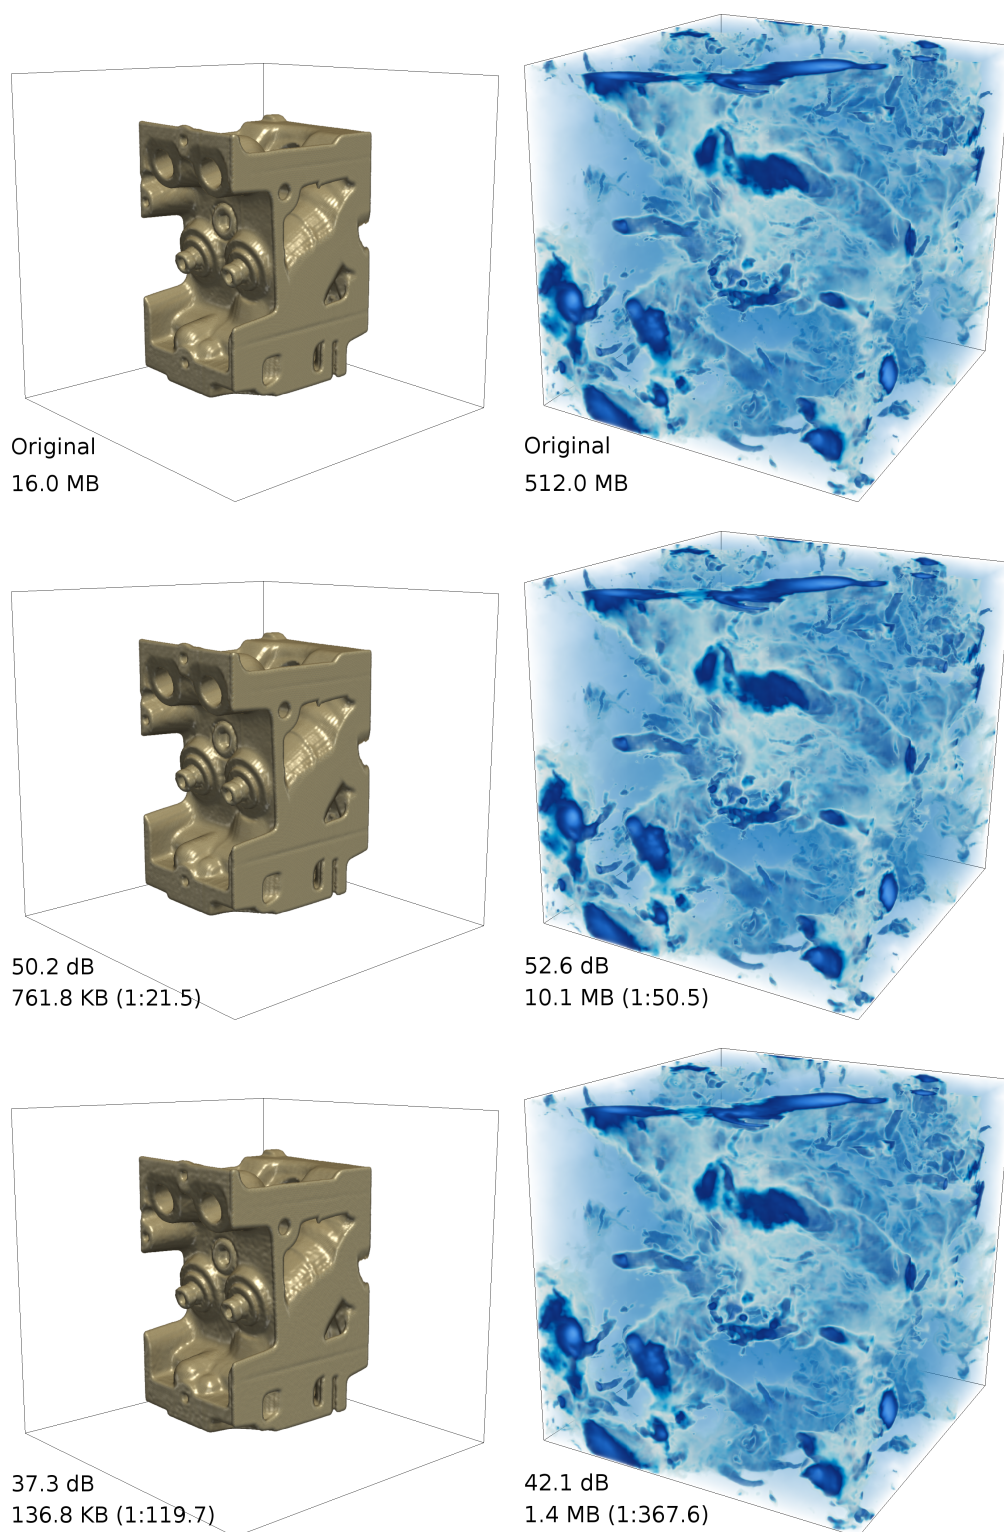 Original
16.0 MB
Original
512.0 MB
50.2 dB
761.8 KB (1:21.5)
52.6 dB
10.1 MB (1:50.5)
37.3 dB
136.8 KB (1:119.7)
42.1 dB
1.4 MB (1:367.6)